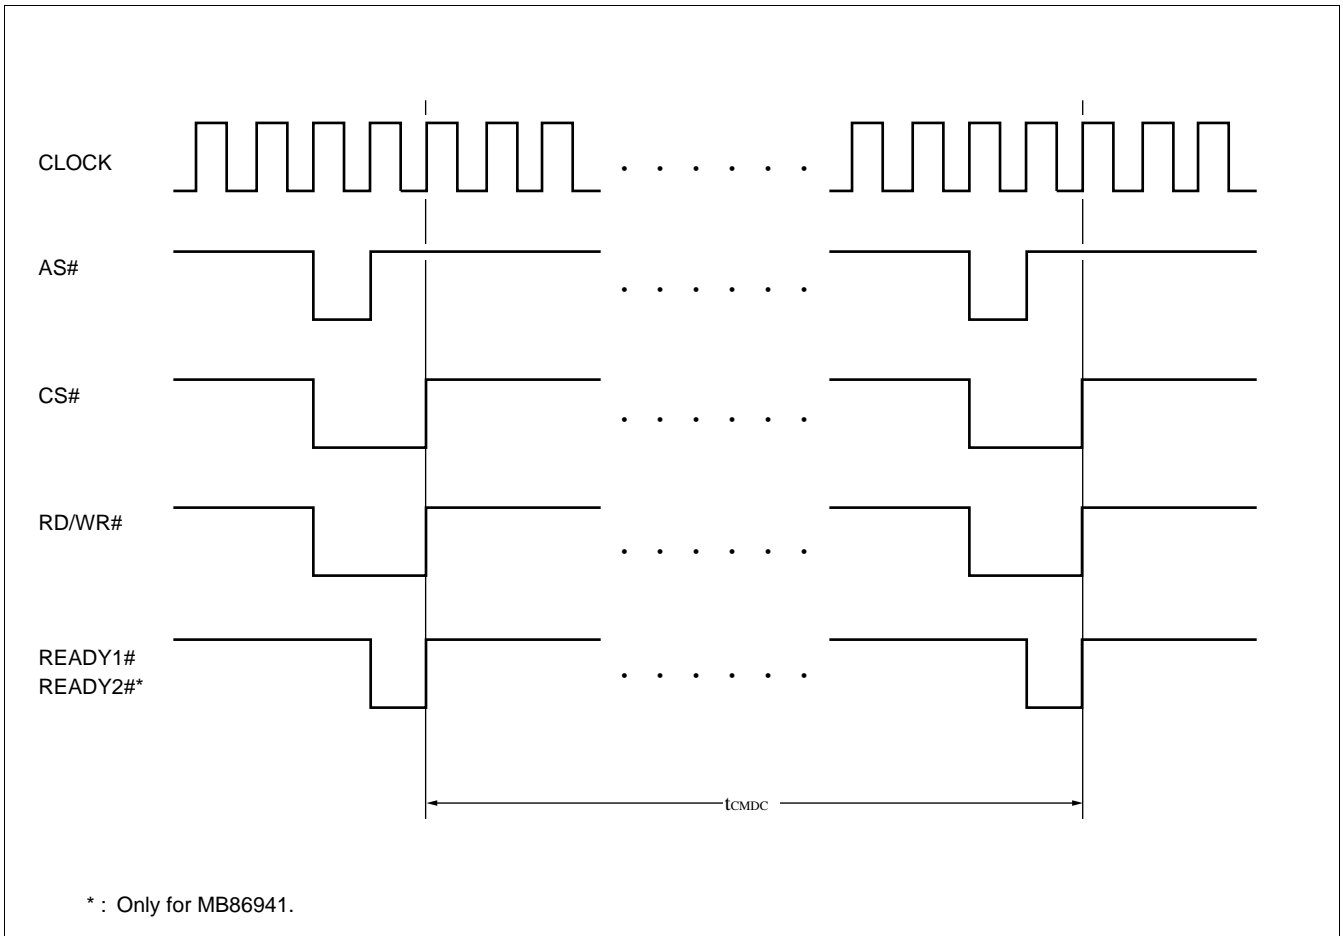 CLOCK
AS#
CS#
RD/WR#
READY1#
READY2#*
tCMDC
* : Only for MB86941.